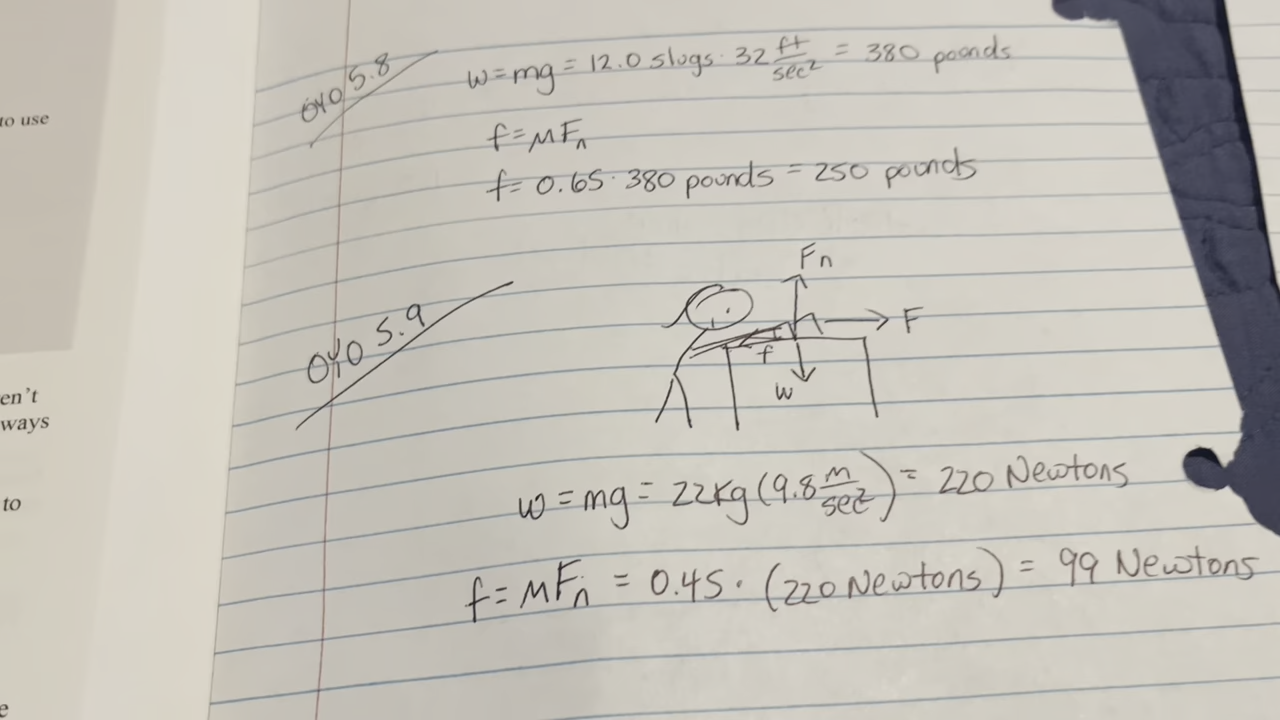 to use
OYO 5.8
w = mg = 12.0 slugs · 32 ft/sec² = 380 pounds
f = μFn
f = 0.65 · 380 pounds = 250 pounds
OYO 5.9
Fn
F
f
w
en't
ways
to
w = mg = 22kg (9.8 m/sec²) = 220 Newtons
f = μFn = 0.45 · (220 Newtons) = 99 Newtons
e